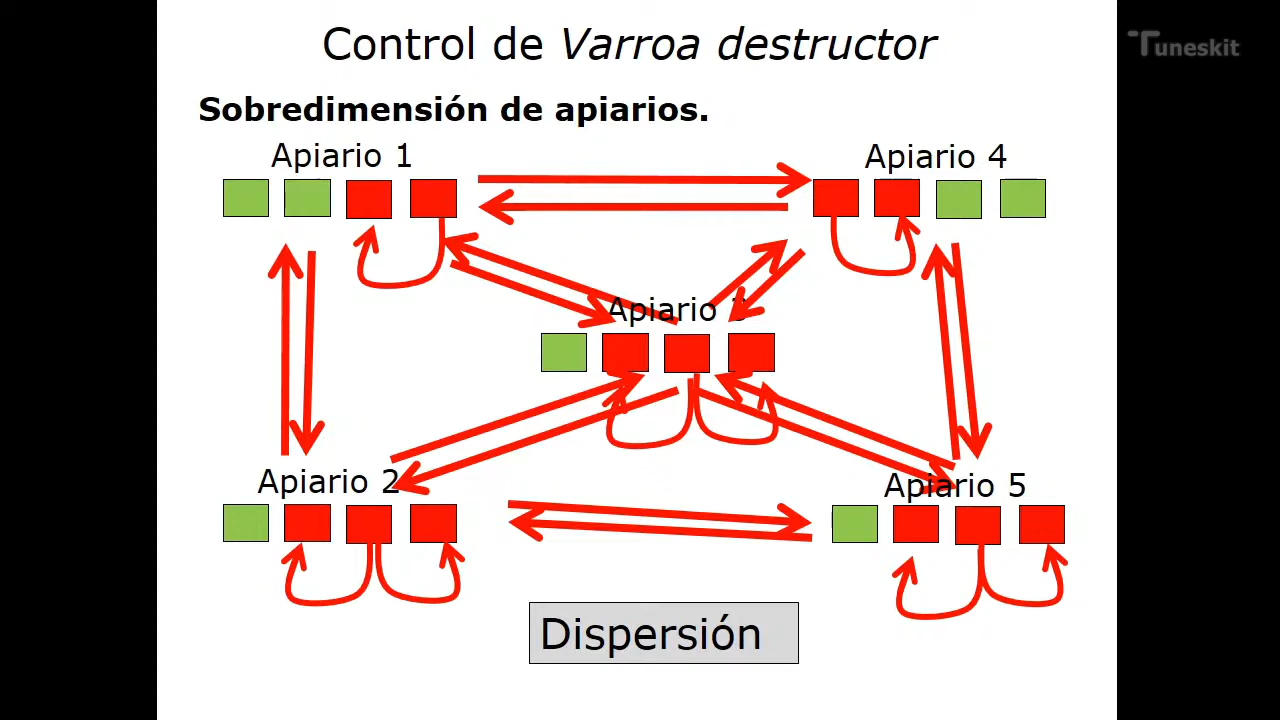 Control de Varroa destructor
Tuneskit
Sobredimensión de apiarios.
Apiario 1
Apiario 4
Apiario 3
Apiario 2
Apiario 5
Dispersión